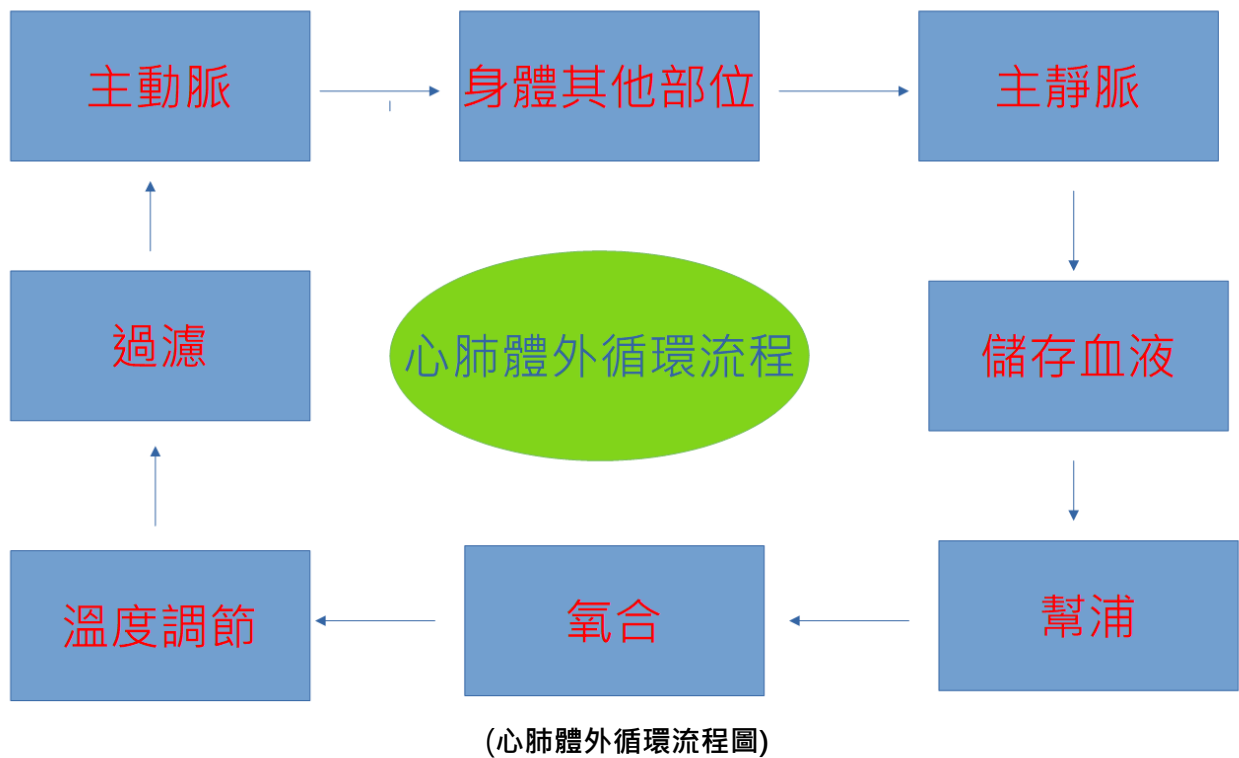 主動脈
身體其他部位
主靜脈
過濾
心肺體外循環流程
儲存血液
溫度調節
氧合
幫浦
(心肺體外循環流程圖)